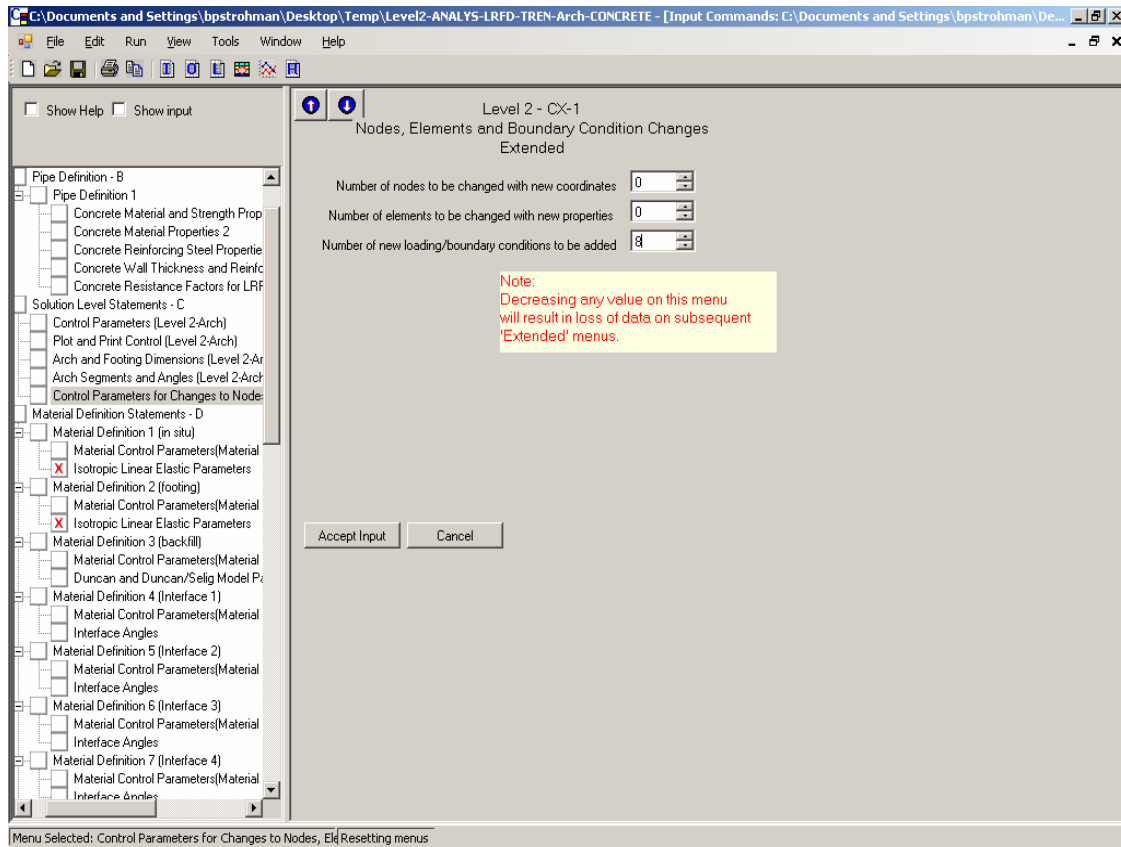 C:\Documents and Settings\bpstrohman\Desktop\Temp\Level2-ANALYS-LRFD-TREN-Arch-CONCRETE - [Input Commands: C:\Documents and Settings\bpstrohman\De...
File Edit Run View Tools Window Help
Show Help Show input
Pipe Definition - B
Pipe Definition 1
Concrete Material and Strength Prop
Concrete Material Properties 2
Concrete Reinforcing Steel Propertie
Concrete Wall Thickness and Reinfc
Concrete Resistance Factors for LRF
Solution Level Statements - C
Control Parameters (Level 2-Arch)
Plot and Print Control (Level 2-Arch)
Arch and Footing Dimensions (Level 2-Ar
Arch Segments and Angles (Level 2-Arch
Control Parameters for Changes to Node:
Material Definition Statements - D
Material Definition 1 (in situ)
Material Control Parameters(Material
X Isotropic Linear Elastic Parameters
Material Definition 2 (footing)
Material Control Parameters(Material
X Isotropic Linear Elastic Parameters
Material Definition 3 (backfill)
Material Control Parameters(Material
Duncan and Duncan/Selig Model Pa
Material Definition 4 (Interface 1)
Material Control Parameters(Material
Interface Angles
Material Definition 5 (Interface 2)
Material Control Parameters(Material
Interface Angles
Material Definition 6 (Interface 3)
Material Control Parameters(Material
Interface Angles
Material Definition 7 (Interface 4)
Material Control Parameters(Material
Interface Angles
Level 2 - CX-1
Nodes, Elements and Boundary Condition Changes
Extended
Number of nodes to be changed with new coordinates 0
Number of elements to be changed with new properties 0
Number of new loading/boundary conditions to be added 8
Note:
Decreasing any value on this menu
will result in loss of data on subsequent
'Extended' menus.
Accept Input Cancel
Menu Selected: Control Parameters for Changes to Nodes, Ele Resetting menus